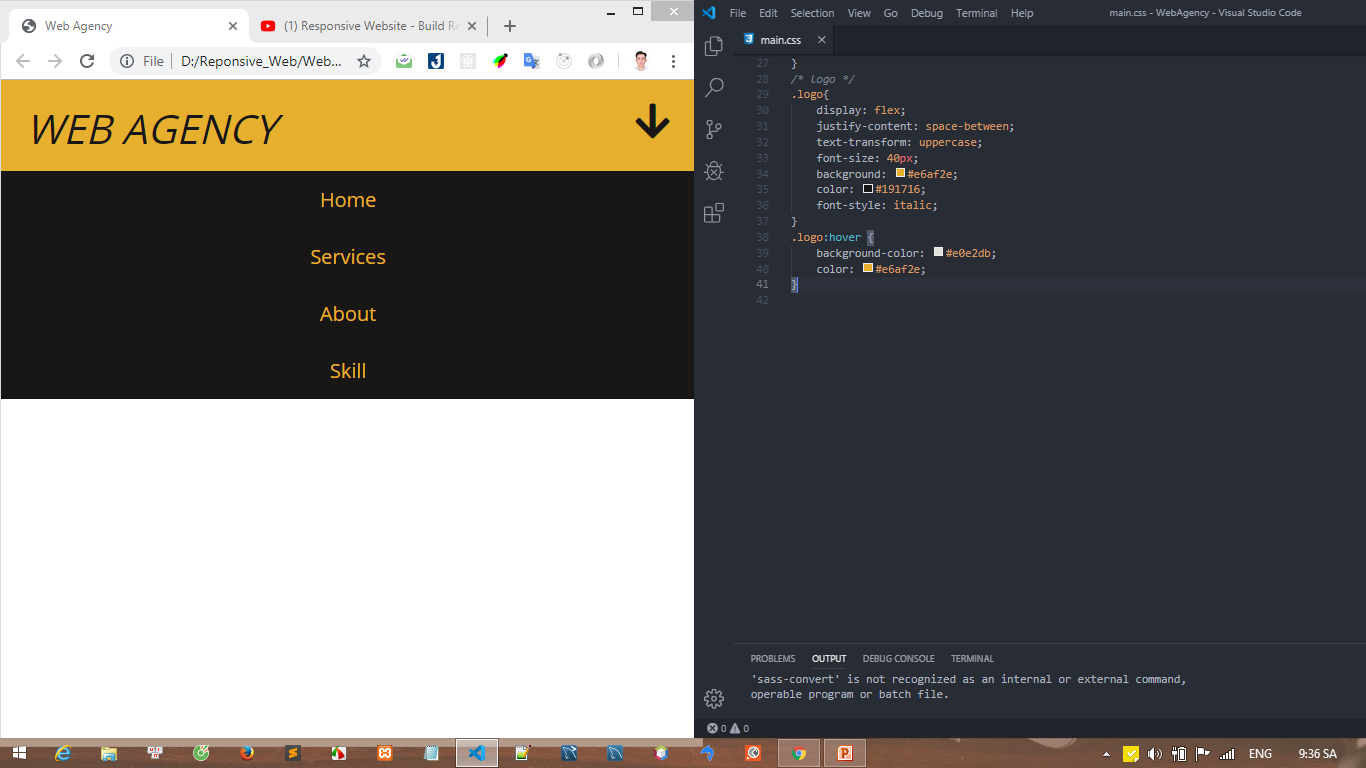 Web Agency
(1) Responsive Website - Build Re
File
D:/Reponsive_Web/Web...
WEB AGENCY
Home
Services
About
Skill
File Edit Selection View Go Debug Terminal Help
main.css - WebAgency - Visual Studio Code
main.css
27 }
28 /* logo */
29 .logo{
30 display: flex;
31 justify-content: space-between;
32 text-transform: uppercase;
33 font-size: 40px;
34 background: #e6af2e;
35 color: #191716;
36 font-style: italic;
37 }
38 .logo:hover {
39 background-color: #e0e2db;
40 color: #e6af2e;
41 }
42
PROBLEMS OUTPUT DEBUG CONSOLE TERMINAL
'sass-convert' is not recognized as an internal or external command,
operable program or batch file.
0 0
ENG 9:36 SA